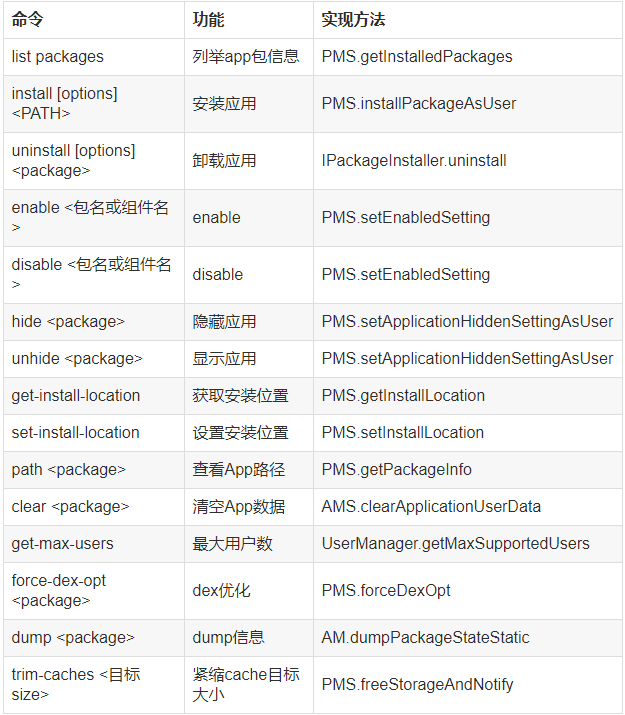 命令 功能 实现方法
list packages 列举app包信息 PMS.getInstalledPackages
install [options]
<PATH> 安装应用 PMS.installPackageAsUser
uninstall [options]
<package> 卸载应用 IPackageInstaller.uninstall
enable <包名或组件名
> enable PMS.setEnabledSetting
disable <包名或组件名
> disable PMS.setEnabledSetting
hide <package> 隐藏应用 PMS.setApplicationHiddenSettingAsUser
unhide <package> 显示应用 PMS.setApplicationHiddenSettingAsUser
get-install-location 获取安装位置 PMS.getInstallLocation
set-install-location 设置安装位置 PMS.setInstallLocation
path <package> 查看App路径 PMS.getPackageInfo
clear <package> 清空App数据 AMS.clearApplicationUserData
get-max-users 最大用户数 UserManager.getMaxSupportedUsers
force-dex-opt
<package> dex优化 PMS.forceDexOpt
dump <package> dump信息 AM.dumpPackageStateStatic
trim-caches <目标 紧缩cache目标
size> 大小 PMS.freeStorageAndNotify